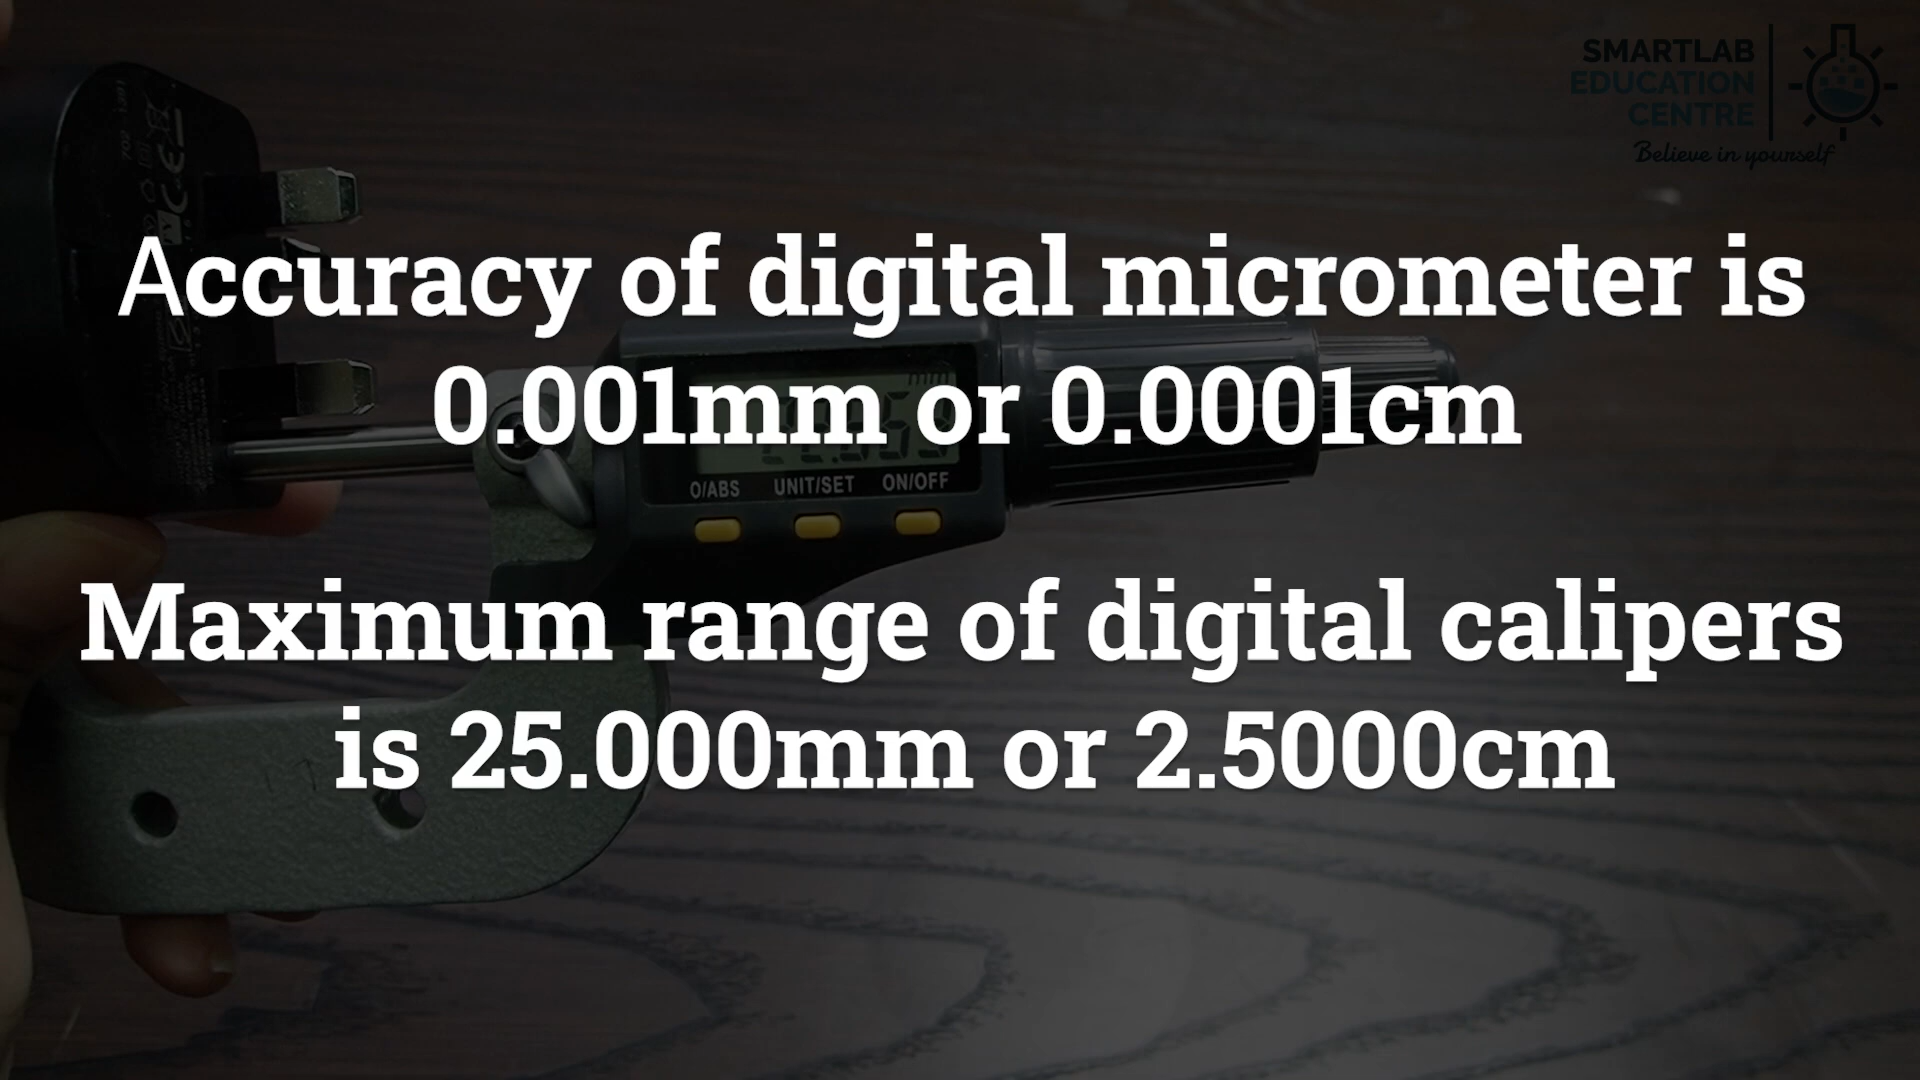 SMARTLAB
EDUCATION
CENTRE
Believe in yourself
Accuracy of digital micrometer is
0.001mm or 0.0001cm
mm
O/ABS UNIT/SET ON/OFF
Maximum range of digital calipers
is 25.000mm or 2.5000cm